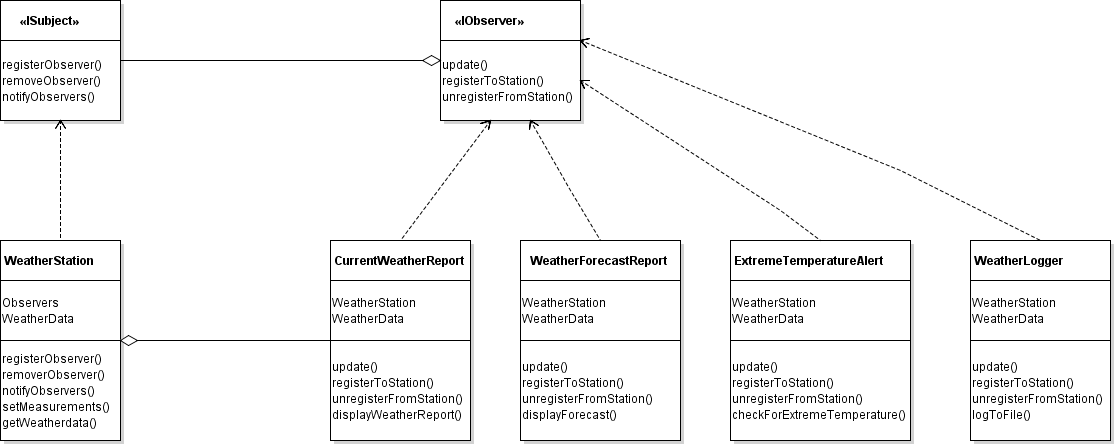 «ISubject»
registerObserver()
removeObserver()
notifyObservers()
«IObserver»
update()
registerToStation()
unregisterFromStation()
WeatherStation
Observers
WeatherData
registerObserver()
removerObserver()
notifyObservers()
setMeasurements()
getWeatherdata()
CurrentWeatherReport
WeatherStation
WeatherData
update()
registerToStation()
unregisterFromStation()
displayWeatherReport()
WeatherForecastReport
WeatherStation
WeatherData
update()
registerToStation()
unregisterFromStation()
displayForecast()
ExtremeTemperatureAlert
WeatherStation
WeatherData
update()
registerToStation()
unregisterFromStation()
checkForExtremeTemperature()
WeatherLogger
WeatherStation
WeatherData
update()
registerToStation()
unregisterFromStation()
logToFile()